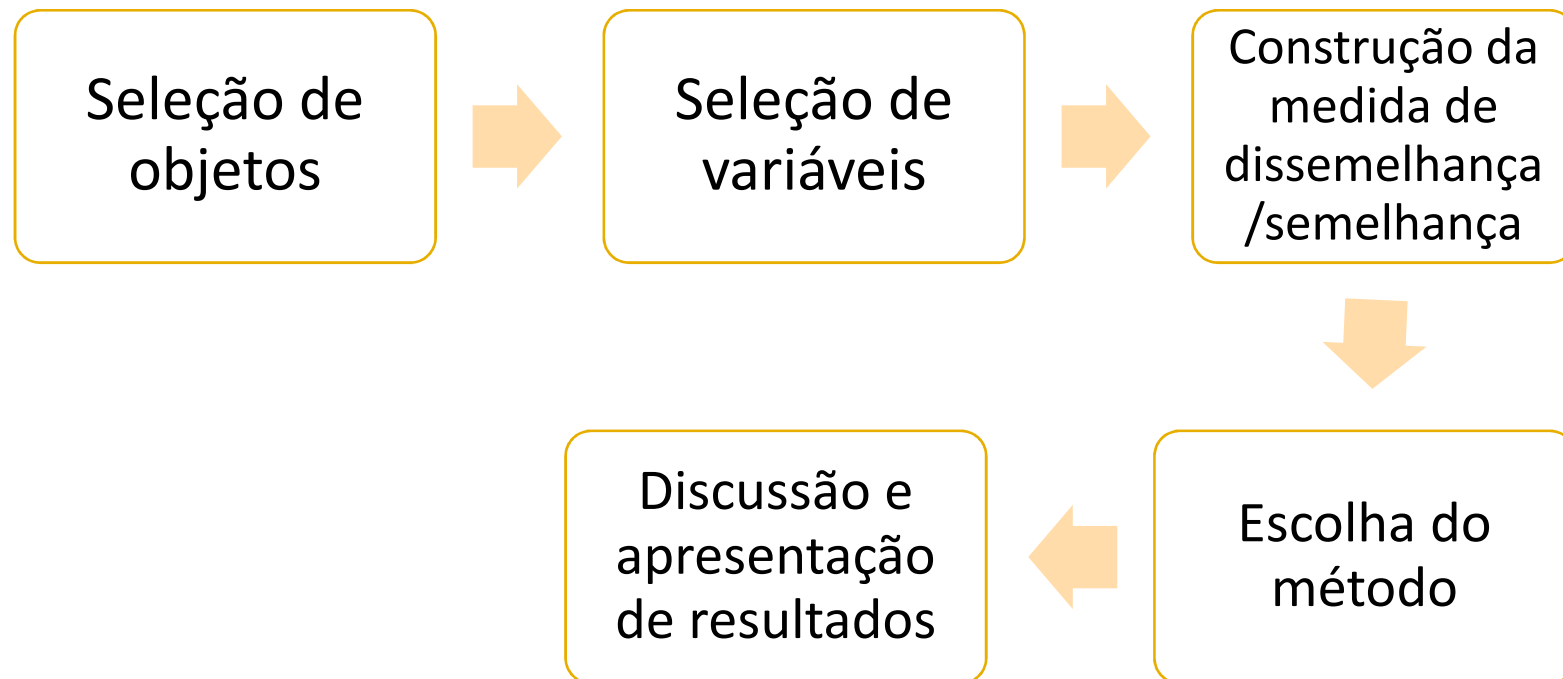 Seleção de
objetos
Seleção de
variáveis
Construção da
medida de
dissemelhança
/semelhança
Escolha do
método
Discussão e
apresentação
de resultados